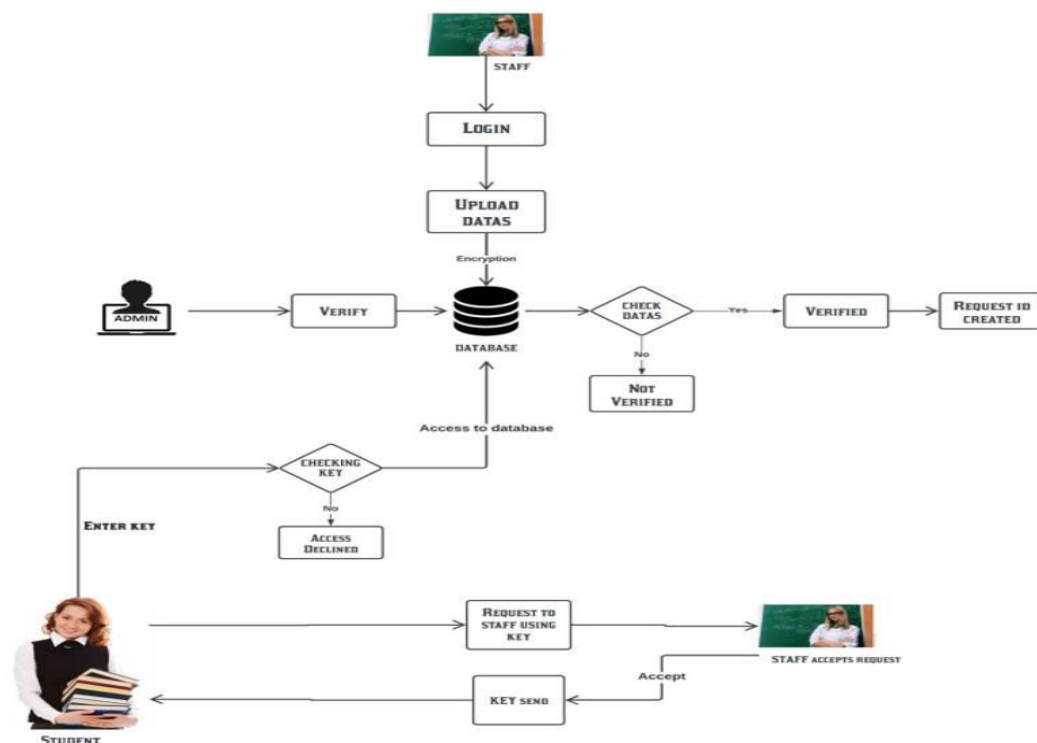 STAFF
LOGIN
UPLOAD
DATAS
Encryption
ADMIN
VERIFY
DATABASE
CHECK
DATAS
Yes
VERIFIED
REQUEST ID
CREATED
No
NOT
VERIFIED
Access to database
CHECKING
KEY
No
ACCESS
DECLINED
ENTER KEY
REQUEST TO
STAFF USING
KEY
STAFF ACCEPTS REQUEST
Accept
KEY SEND
STUDENT